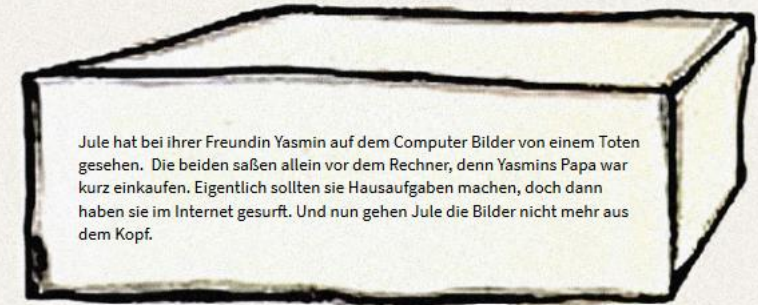 Jule hat bei ihrer Freundin Yasmin auf dem Computer Bilder von einem Toten
gesehen.  Die beiden saßen allein vor dem Rechner, denn Yasmins Papa war
kurz einkaufen. Eigentlich sollten sie Hausaufgaben machen, doch dann
haben sie im Internet gesurft. Und nun gehen Jule die Bilder nicht mehr aus
dem Kopf.